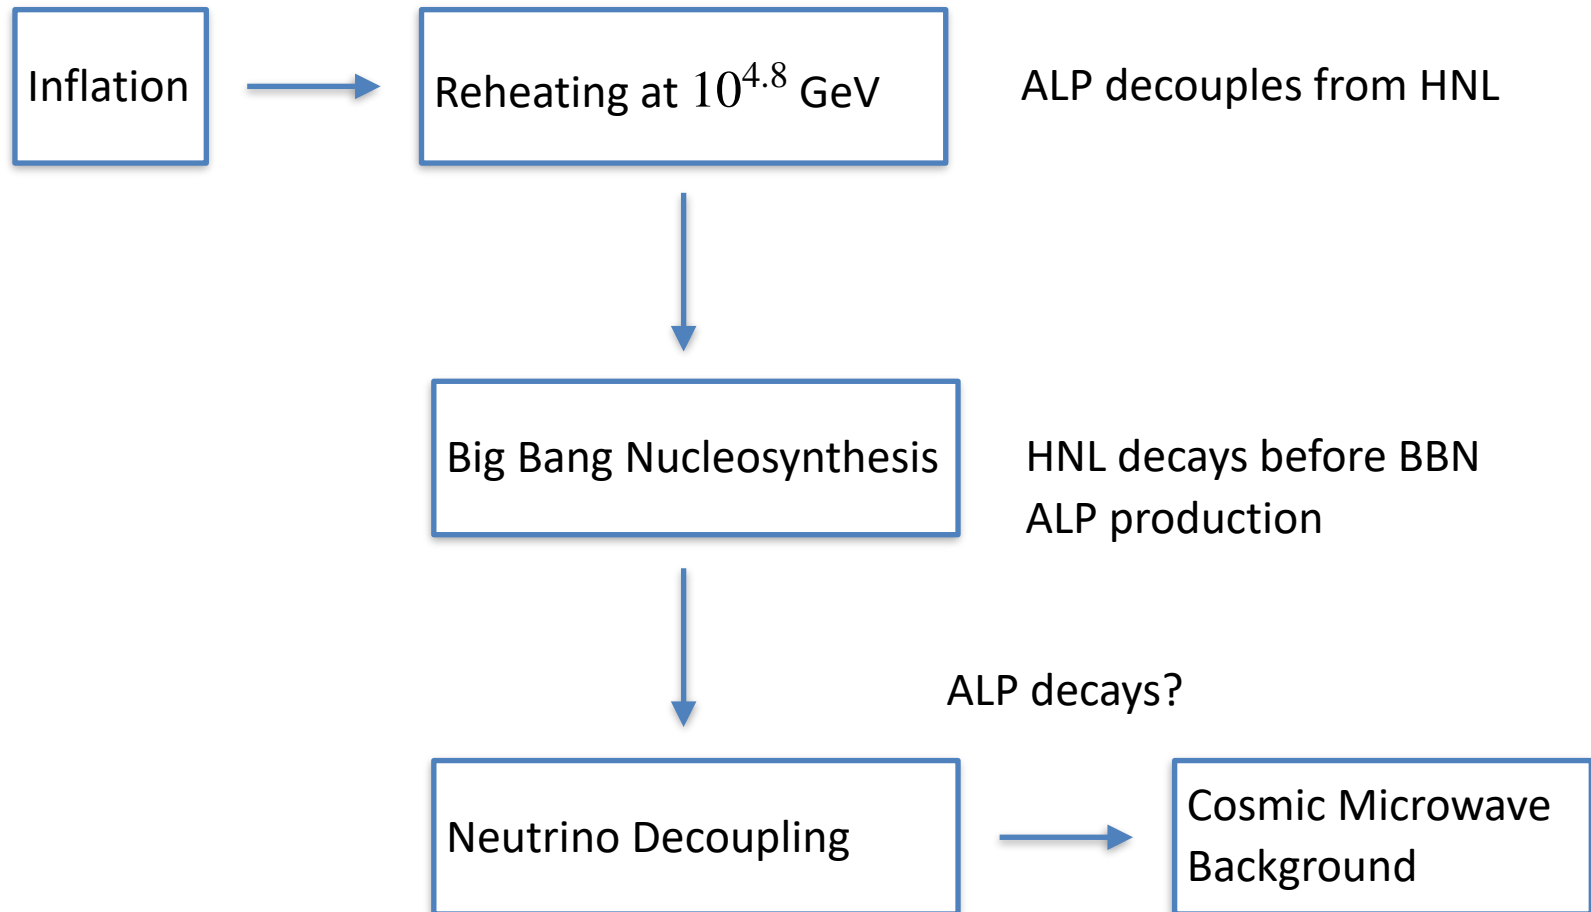 Inflation
Reheating at 10^{4.8} GeV
ALP decouples from HNL
Big Bang Nucleosynthesis
HNL decays before BBN
ALP production
ALP decays?
Neutrino Decoupling
Cosmic Microwave
Background